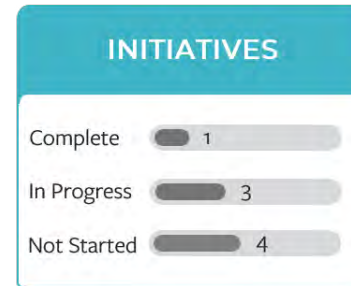 INITIATIVES
Complete 1
In Progress 3
Not Started 4